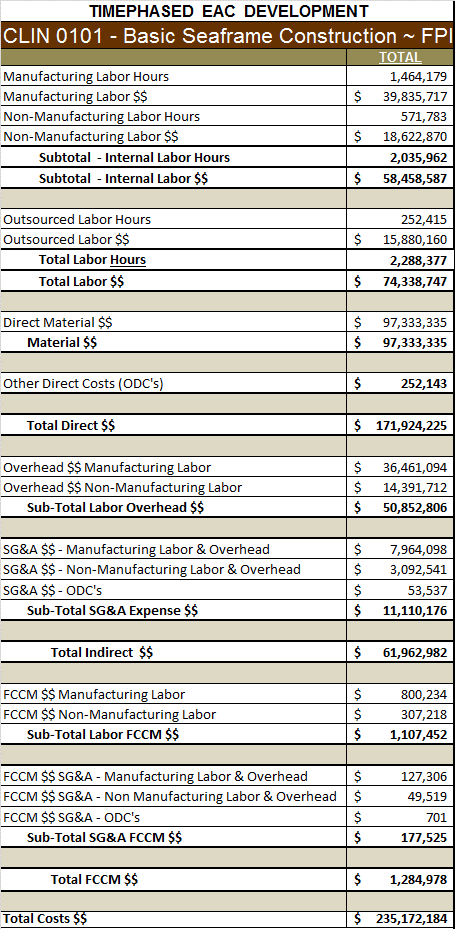 TIMEPHASED EAC DEVELOPMENT
CLIN 0101 - Basic Seaframe Construction ~ FPI
TOTAL
Manufacturing Labor Hours 1,464,179
Manufacturing Labor $$ $ 39,835,717
Non-Manufacturing Labor Hours 571,783
Non-Manufacturing Labor $$ $ 18,622,870
Subtotal - Internal Labor Hours 2,035,962
Subtotal - Internal Labor $$ $ 58,458,587
Outsourced Labor Hours 252,415
Outsourced Labor $$ $ 15,880,160
Total Labor Hours 2,288,377
Total Labor $$ $ 74,338,747
Direct Material $$ $ 97,333,335
Material $$ $ 97,333,335
Other Direct Costs (ODC's) $ 252,143
Total Direct $$ $ 171,924,225
Overhead $$ Manufacturing Labor $ 36,461,094
Overhead $$ Non-Manufacturing Labor $ 14,391,712
Sub-Total Labor Overhead $$ $ 50,852,806
SG&A $$ - Manufacturing Labor & Overhead $ 7,964,098
SG&A $$ - Non-Manufacturing Labor & Overhead $ 3,092,541
SG&A $$ - ODC's $ 53,537
Sub-Total SG&A Expense $$ $ 11,110,176
Total Indirect $$ $ 61,962,982
FCCM $$ Manufacturing Labor $ 800,234
FCCM $$ Non-Manufacturing Labor $ 307,218
Sub-Total Labor FCCM $$ $ 1,107,452
FCCM $$ SG&A - Manufacturing Labor & Overhead $ 127,306
FCCM $$ SG&A - Non Manufacturing Labor & Overhead $ 49,519
FCCM $$ SG&A - ODC's $ 701
Sub-Total SG&A FCCM $$ $ 177,525
Total FCCM $$ $ 1,284,978
Total Costs $$ $ 235,172,184